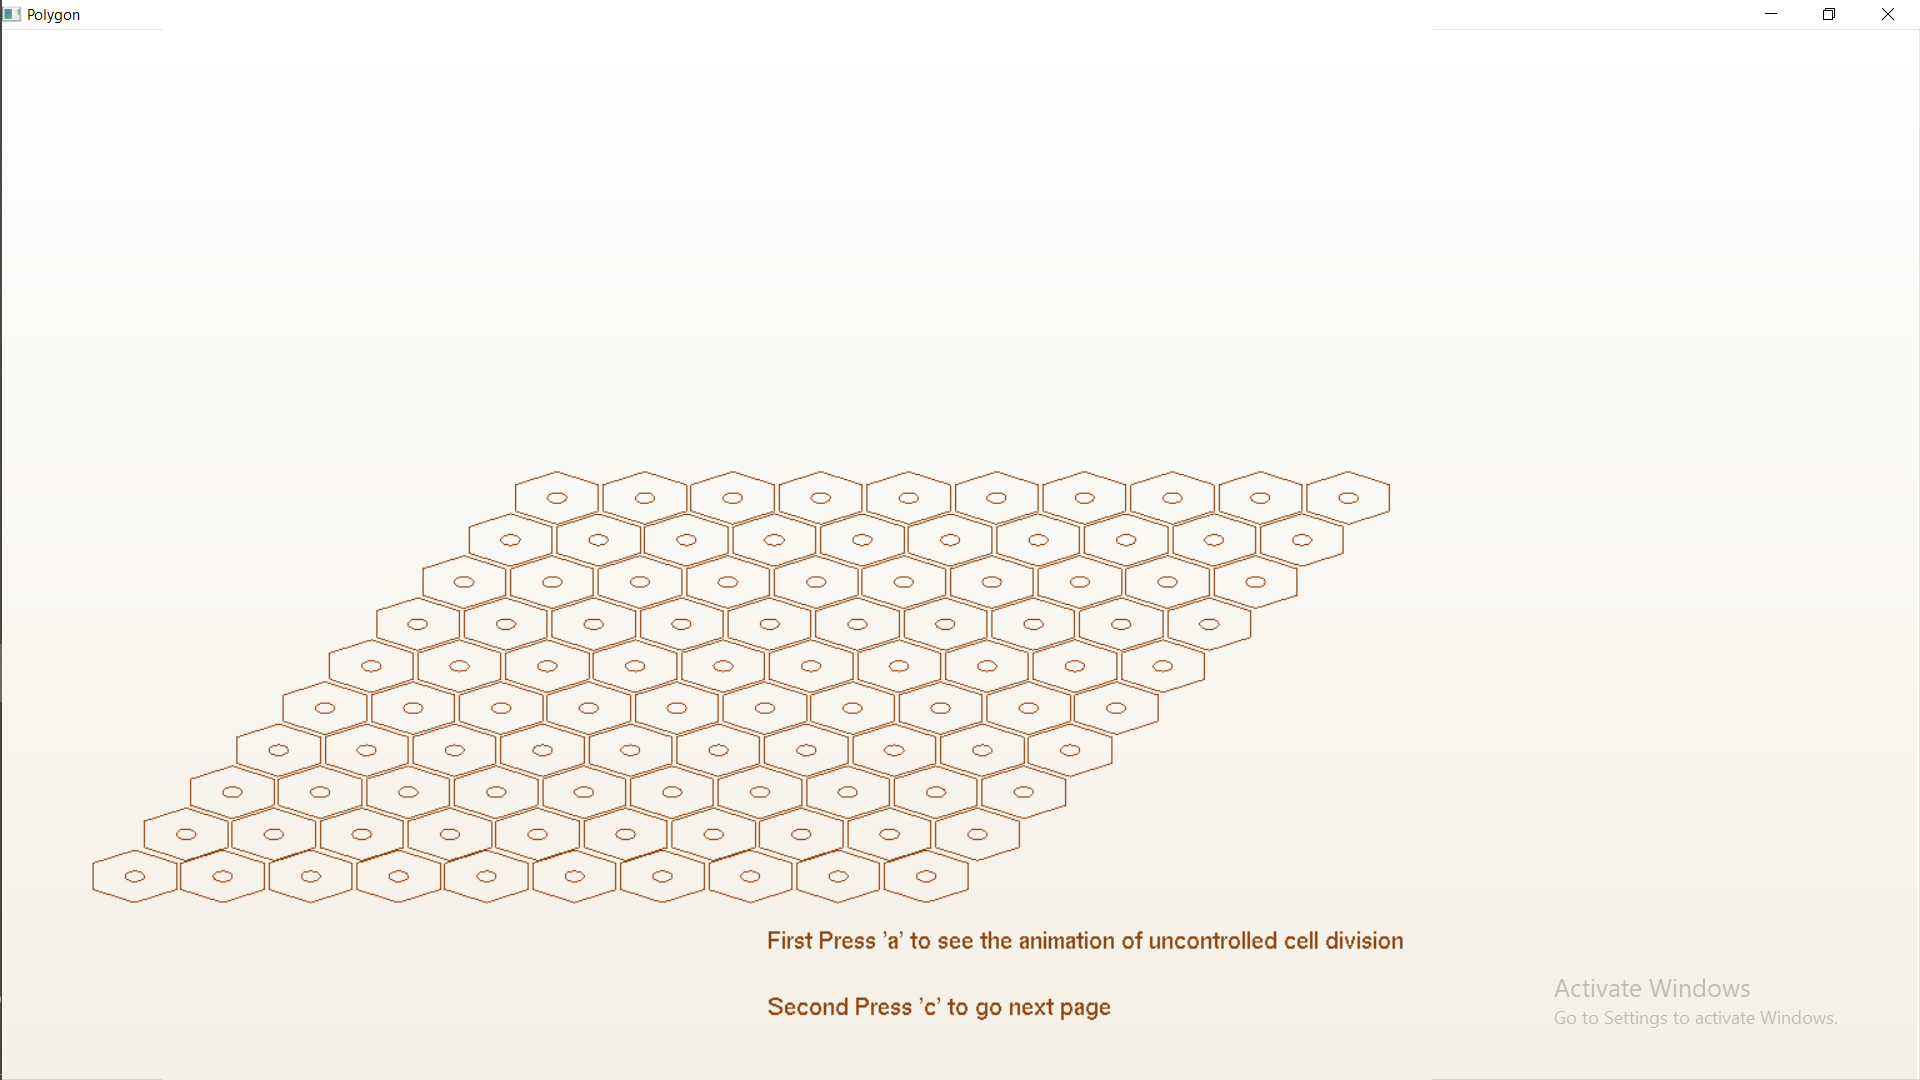 Polygon
First Press 'a' to see the animation of uncontrolled cell division
Second Press 'c' to go next page
Activate Windows
Go to Settings to activate Windows.